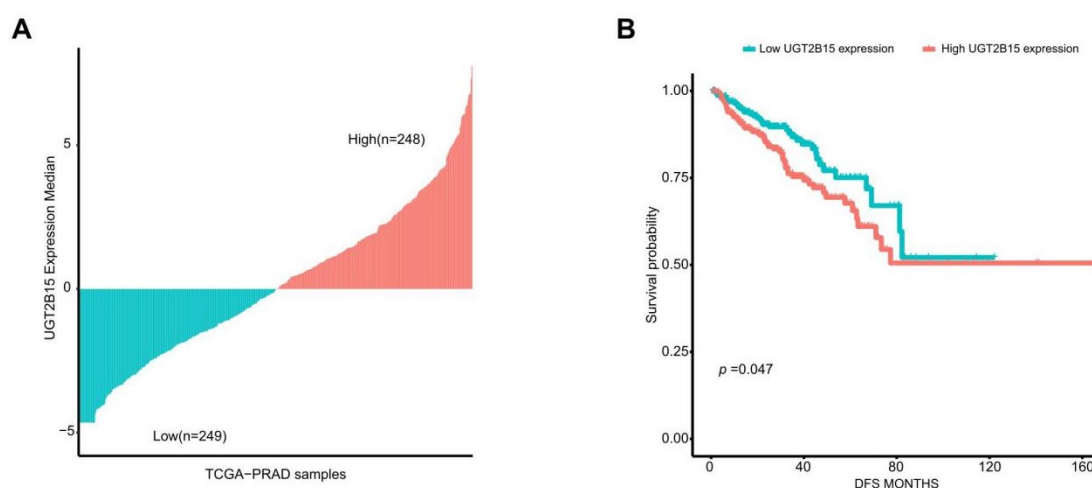 A
UGT2B15 Expression Median
5
0
−5
High(n=248)
Low(n=249)
TCGA−PRAD samples
B
Low UGT2B15 expression
High UGT2B15 expression
Survival probability
1.00
0.75
0.50
0.25
0.00
p =0.047
0
40
80
120
160
DFS MONTHS